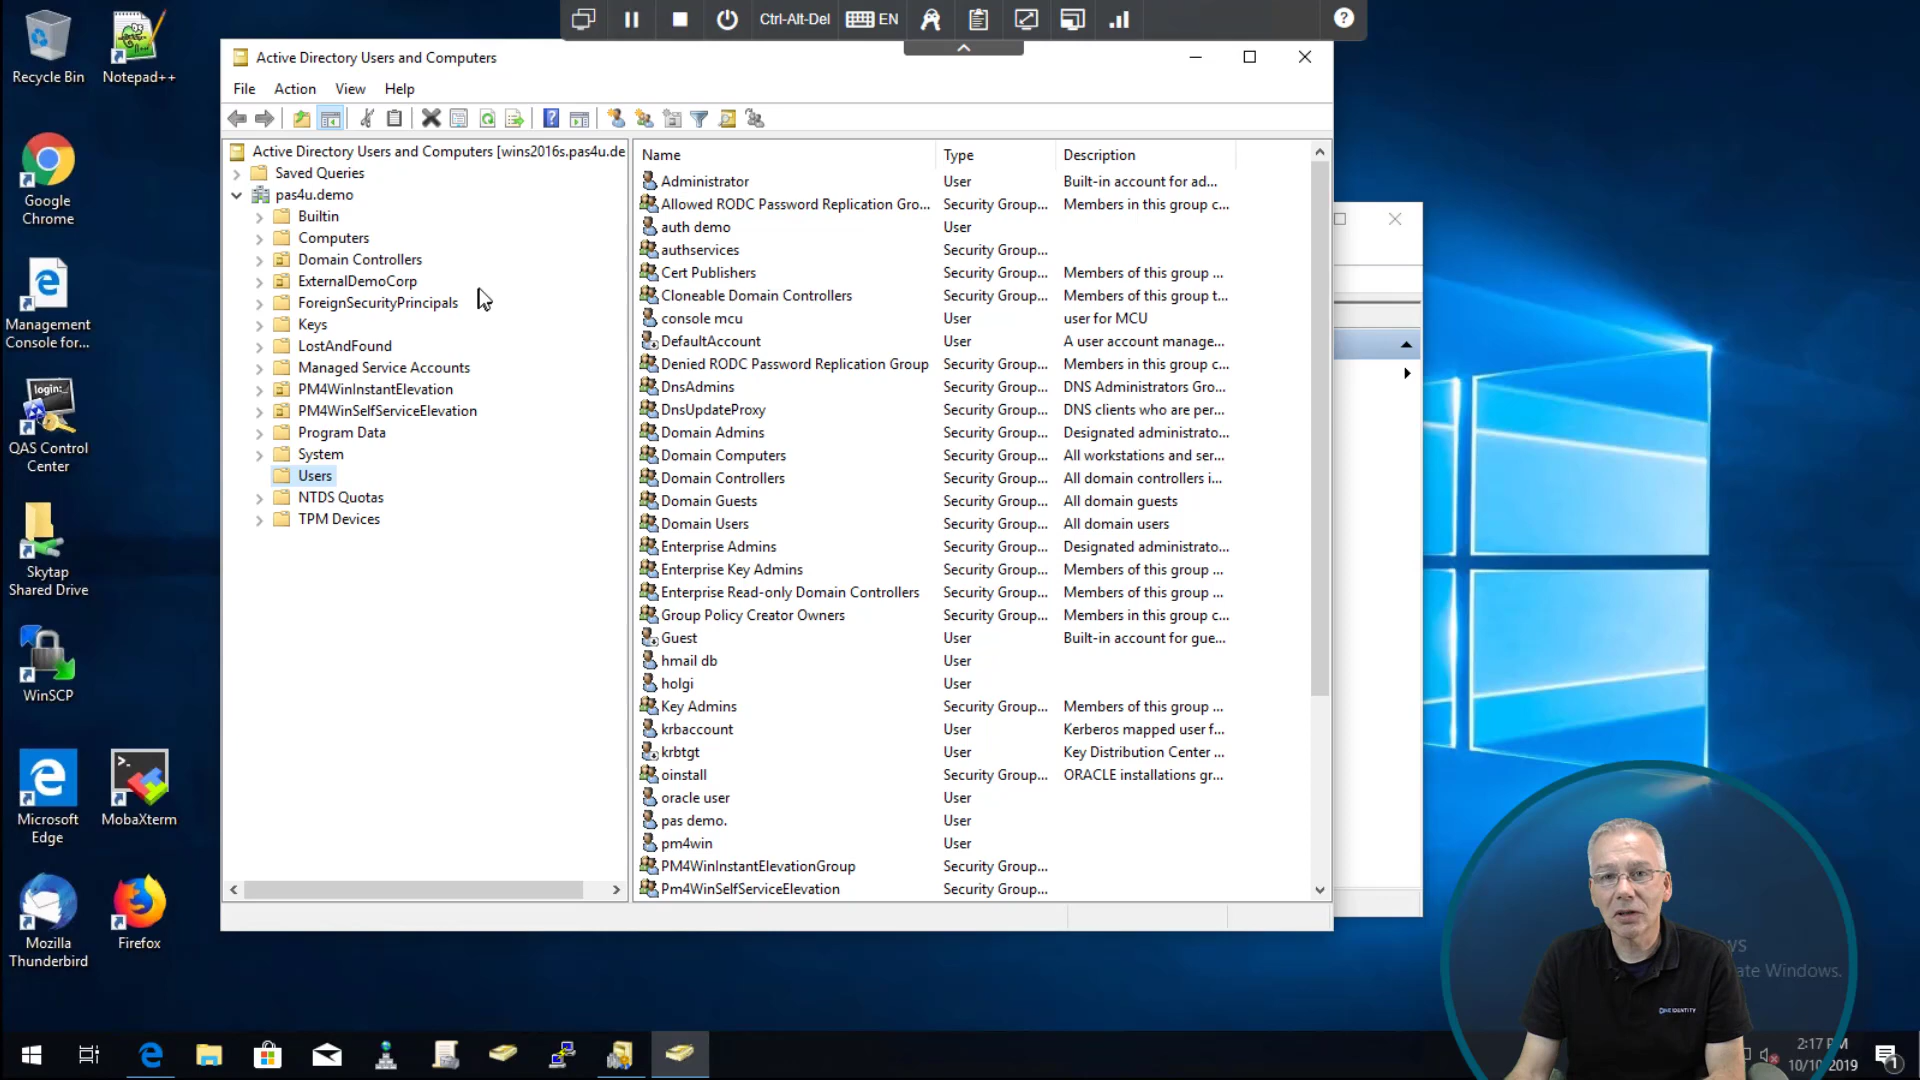 Recycle Bin
Notepad++
Google
Chrome
Management
Console for...
login:
QAS Control
Center
Skytap
Shared Drive
WinSCP
Microsoft
Edge
MobaXterm
Mozilla
Thunderbird
Firefox
Ctrl-Alt-Del
EN
Active Directory Users and Computers
File Action View Help
Active Directory Users and Computers [wins2016s.pas4u.de
Saved Queries
pas4u.demo
Builtin
Computers
Domain Controllers
ExternalDemoCorp
ForeignSecurityPrincipals
Keys
LostAndFound
Managed Service Accounts
PM4WinInstantElevation
PM4WinSelfServiceElevation
Program Data
System
Users
NTDS Quotas
TPM Devices
Name Type Description
Administrator User Built-in account for ad...
Allowed RODC Password Replication Gro... Security Group... Members in this group c...
auth demo User
authservices Security Group...
Cert Publishers Security Group... Members of this group ...
Cloneable Domain Controllers Security Group... Members of this group t...
console mcu User user for MCU
DefaultAccount User A user account manage...
Denied RODC Password Replication Group Security Group... Members in this group c...
DnsAdmins Security Group... DNS Administrators Gro...
DnsUpdateProxy Security Group... DNS clients who are per...
Domain Admins Security Group... Designated administrato...
Domain Computers Security Group... All workstations and ser...
Domain Controllers Security Group... All domain controllers i...
Domain Guests Security Group... All domain guests
Domain Users Security Group... All domain users
Enterprise Admins Security Group... Designated administrato...
Enterprise Key Admins Security Group... Members of this group ...
Enterprise Read-only Domain Controllers Security Group... Members of this group ...
Group Policy Creator Owners Security Group... Members in this group c...
Guest User Built-in account for gue...
hmail db User
holgi User
Key Admins Security Group... Members of this group ...
krbaccount User Kerberos mapped user f...
krbtgt User Key Distribution Center ...
oinstall Security Group... ORACLE installations gr...
oracle user User
pas demo. User
pm4win User
PM4WinInstantElevationGroup Security Group...
Pm4WinSelfServiceElevation Security Group...
ate Windows.
ONE IDENTITY
2:17 PM
10/10/2019
1